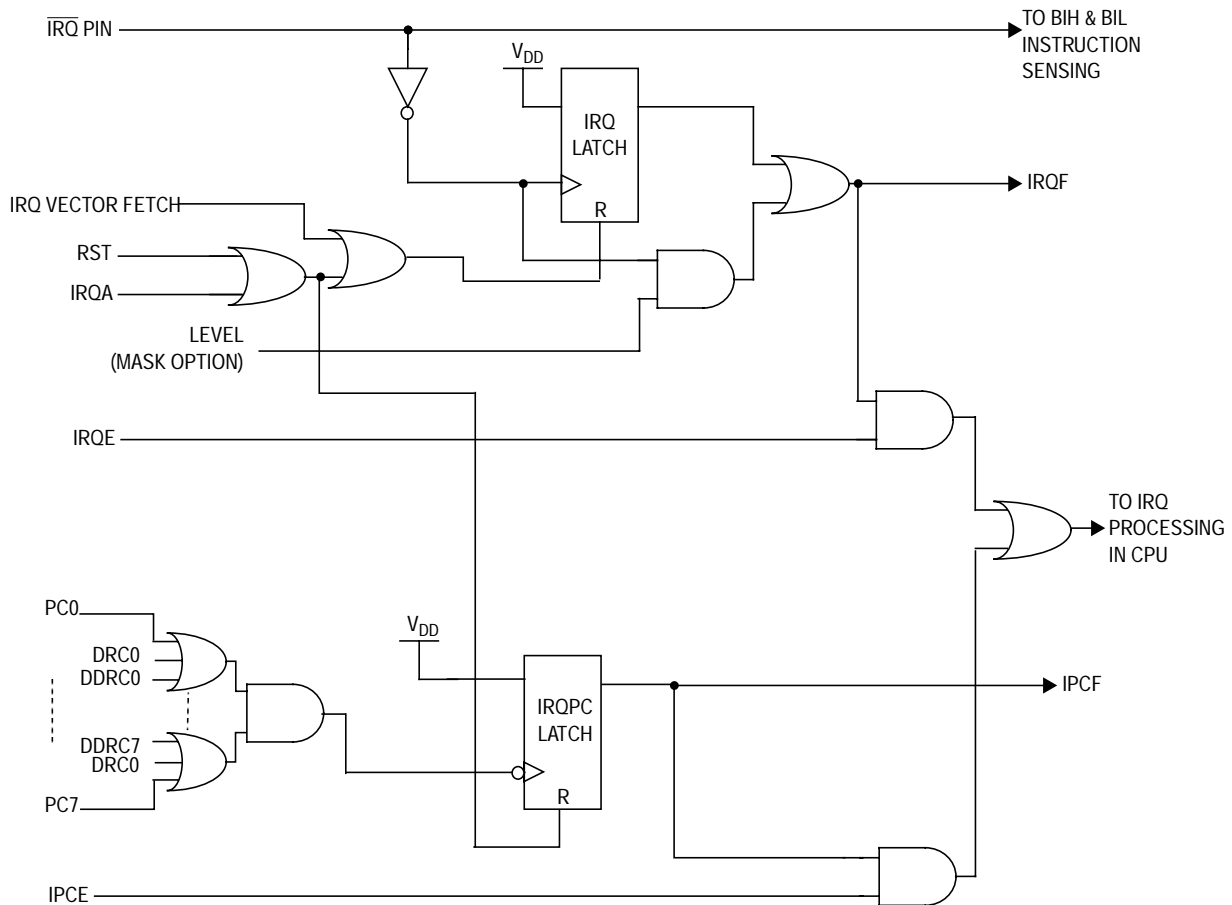 IRQ PIN
TO BIH & BIL
INSTRUCTION
SENSING
VDD
IRQ
LATCH
R
IRQF
IRQ VECTOR FETCH
RST
IRQA
LEVEL
(MASK OPTION)
IRQE
TO IRQ
PROCESSING
IN CPU
PC0
DRC0
DDRC0
VDD
IRQPC
LATCH
R
IPCF
DDRC7
DRC0
PC7
IPCE